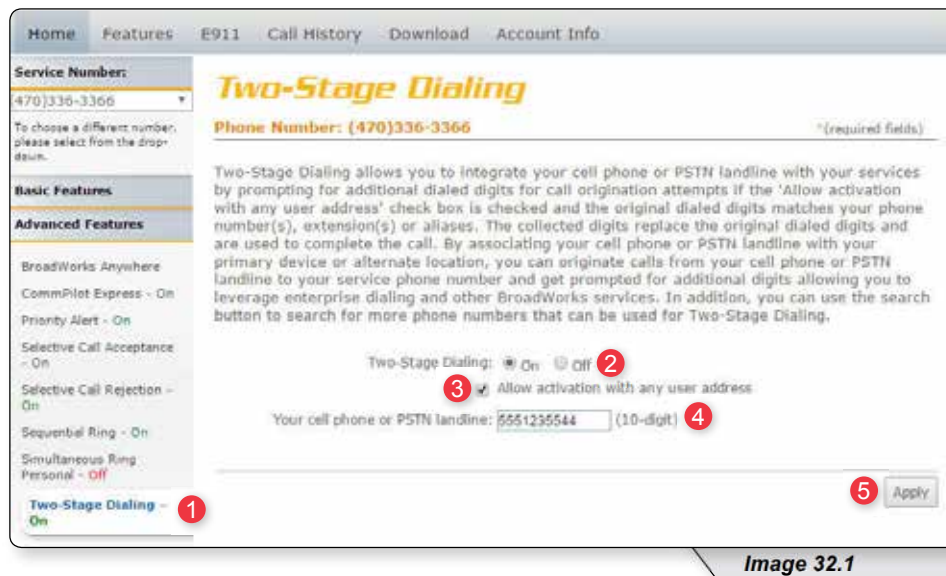 Home Features E911 Call History Download Account Info
Service Number:
(470)336-3366
To choose a different number, please select from the drop-down.
Basic Features
Advanced Features
BroadWorks Anywhere
CommPilot Express - On
Priority Alert - On
Selective Call Acceptance
- On
Selective Call Rejection -
On
Sequential Ring - On
Simultaneous Ring
Personal - Off
Two-Stage Dialing -
On
1
Two-Stage Dialing
Phone Number: (470)336-3366 *(required fields)
Two-Stage Dialing allows you to integrate your cell phone or PSTN landline with your services
by prompting for additional dialed digits for call origination attempts if the 'Allow activation
with any user address' check box is checked and the original dialed digits matches your phone
number(s), extension(s) or aliases. The collected digits replace the original dialed digits and
are used to complete the call. By associating your cell phone or PSTN landline with your
primary device or alternate location, you can originate calls from your cell phone or PSTN
landline to your service phone number and get prompted for additional digits allowing you to
leverage enterprise dialing and other BroadWorks services. In addition, you can use the search
button to search for more phone numbers that can be used for Two-Stage Dialing.
Two-Stage Dialing: On Off 2
3 Allow activation with any user address
Your cell phone or PSTN landline: 5551235544 (10-digit) 4
5 Apply
Image 32.1